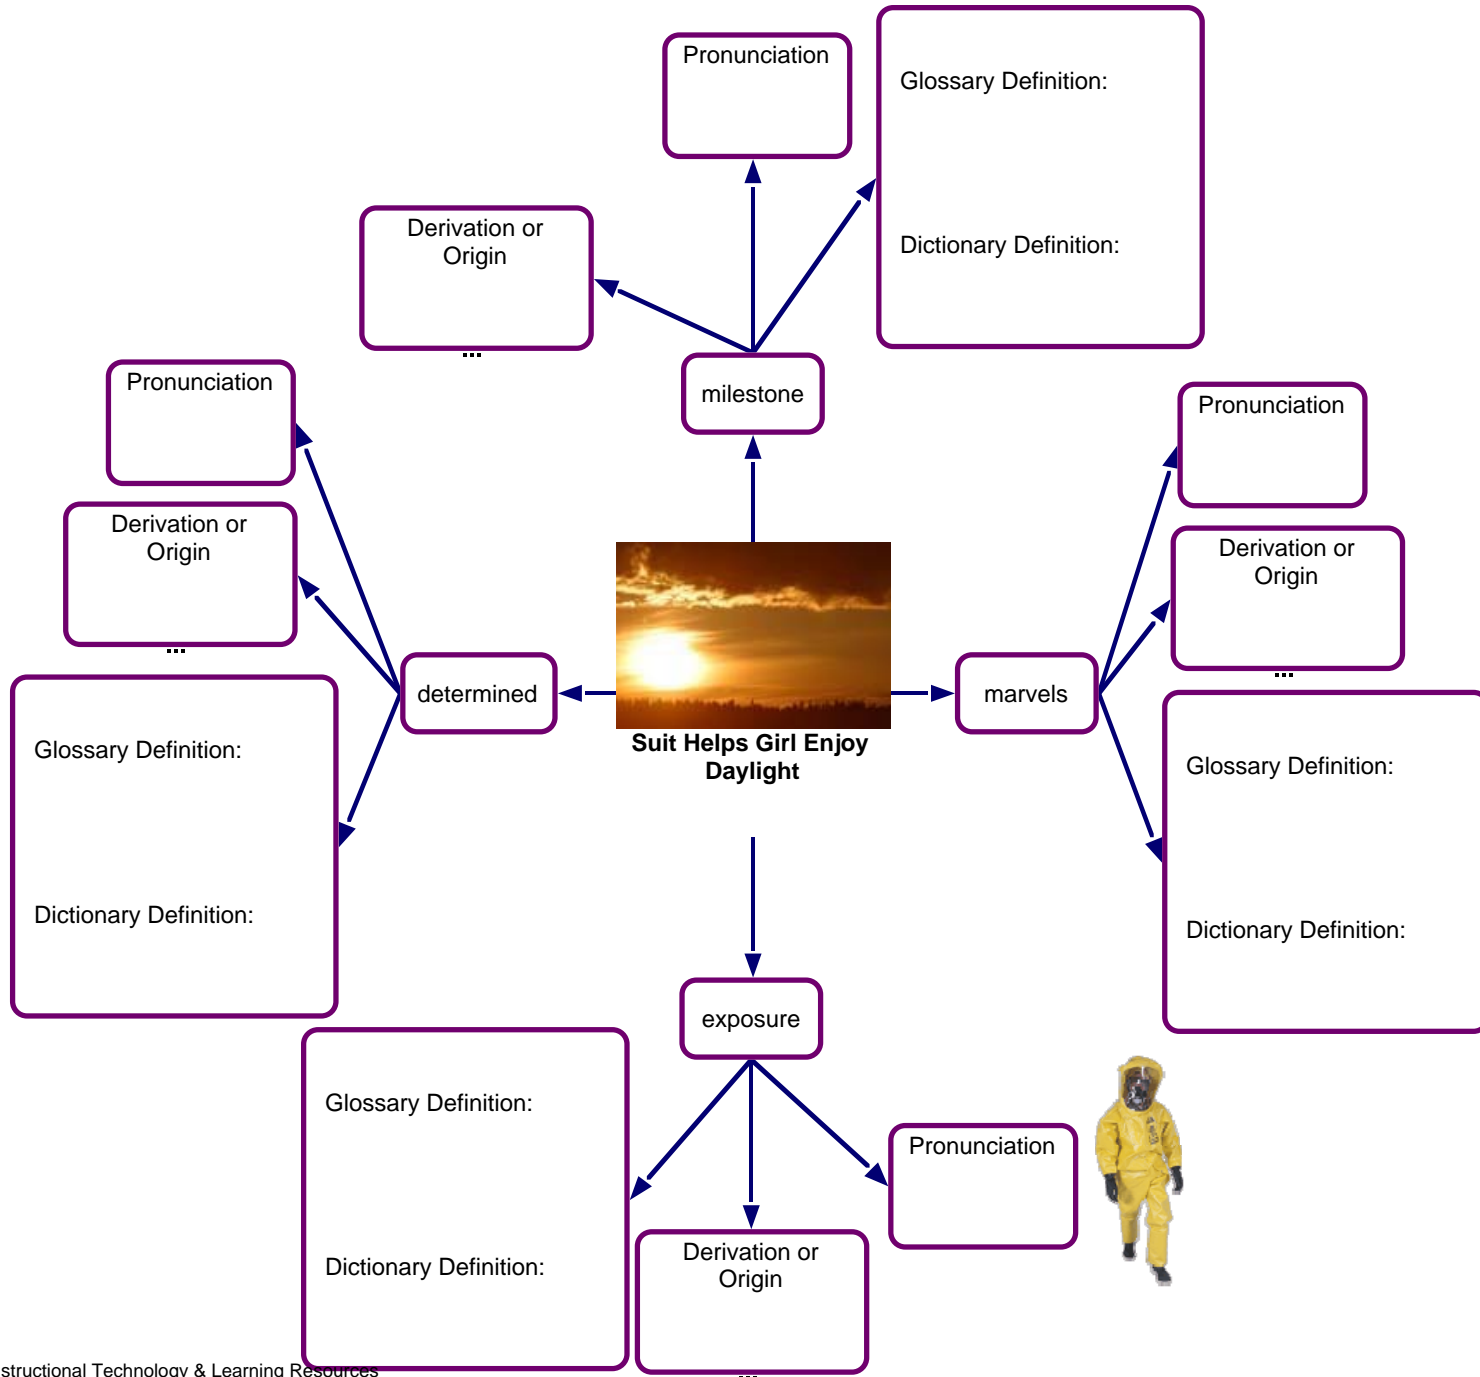 Pronunciation
Glossary Definition:
Dictionary Definition:
Derivation or
Origin
...
milestone
Pronunciation
Derivation or
Origin
...
Glossary Definition:
Dictionary Definition:
determined
Suit Helps Girl Enjoy
Daylight
marvels
Pronunciation
Derivation or
Origin
...
Glossary Definition:
Dictionary Definition:
exposure
Glossary Definition:
Dictionary Definition:
Derivation or
Origin
...
Pronunciation
structional Technology & Learning Resources